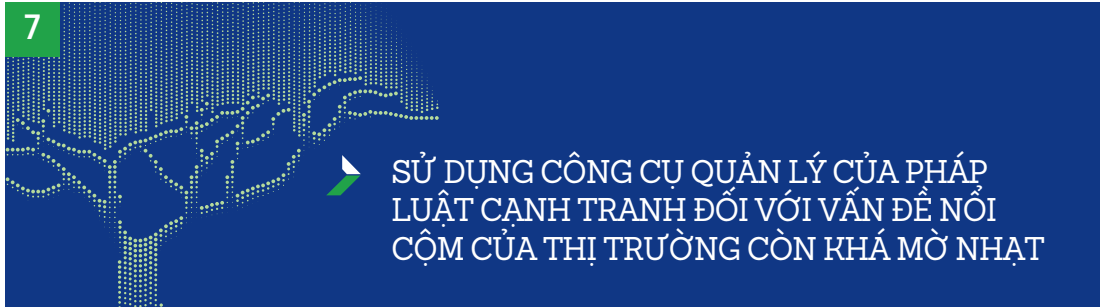 7
SỬ DỤNG CÔNG CỤ QUẢN LÝ CỦA PHÁP
LUẬT CẠNH TRANH ĐỐI VỚI VẤN ĐỀ NỔI
CỘM CỦA THỊ TRƯỜNG CÒN KHÁ MỜ NHẠT